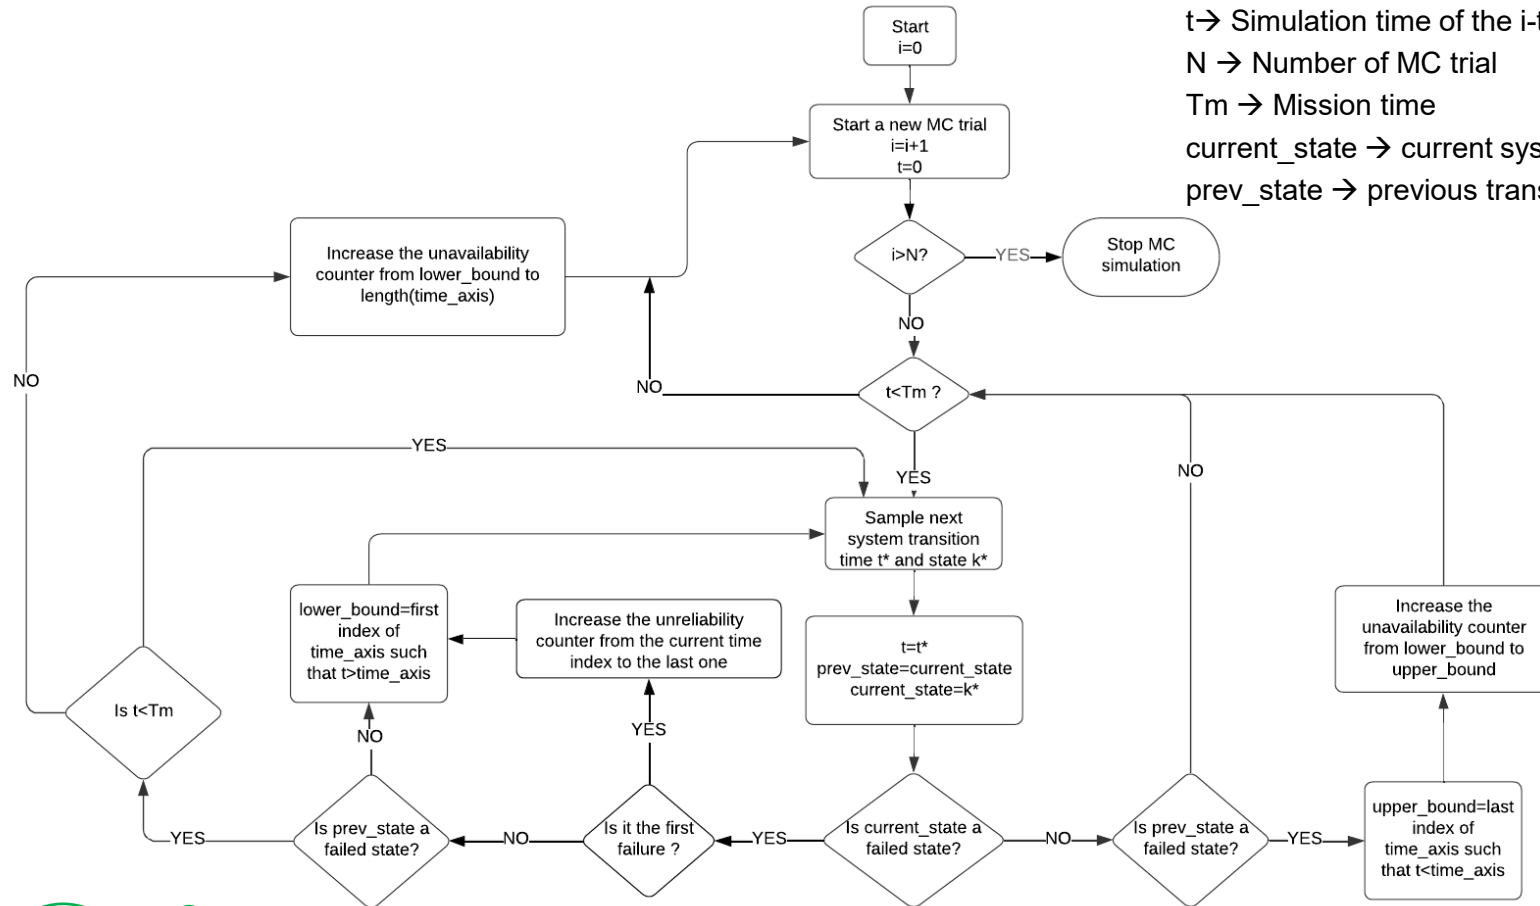 Start
i=0
t→ Simulation time of the i-t
N → Number of MC trial
Tm → Mission time
current_state → current sys
prev_state → previous trans
Start a new MC trial
i=i+1
t=0
i>N?
YES
Stop MC
simulation
Increase the unavailability
counter from lower_bound to
length(time_axis)
NO
NO
NO
t<Tm ?
YES
YES
NO
Sample next
system transition
time t* and state k*
lower_bound=first
index of
time_axis such
that t>time_axis
Increase the unreliability
counter from the current time
index to the last one
t=t*
prev_state=current_state
current_state=k*
Increase the
unavailability counter
from lower_bound to
upper_bound
Is t<Tm
NO
YES
YES
Is prev_state a
failed state?
NO
Is it the first
failure ?
YES
Is current_state a
failed state?
NO
Is prev_state a
failed state?
YES
upper_bound=last
index of
time_axis such
that t<time_axis